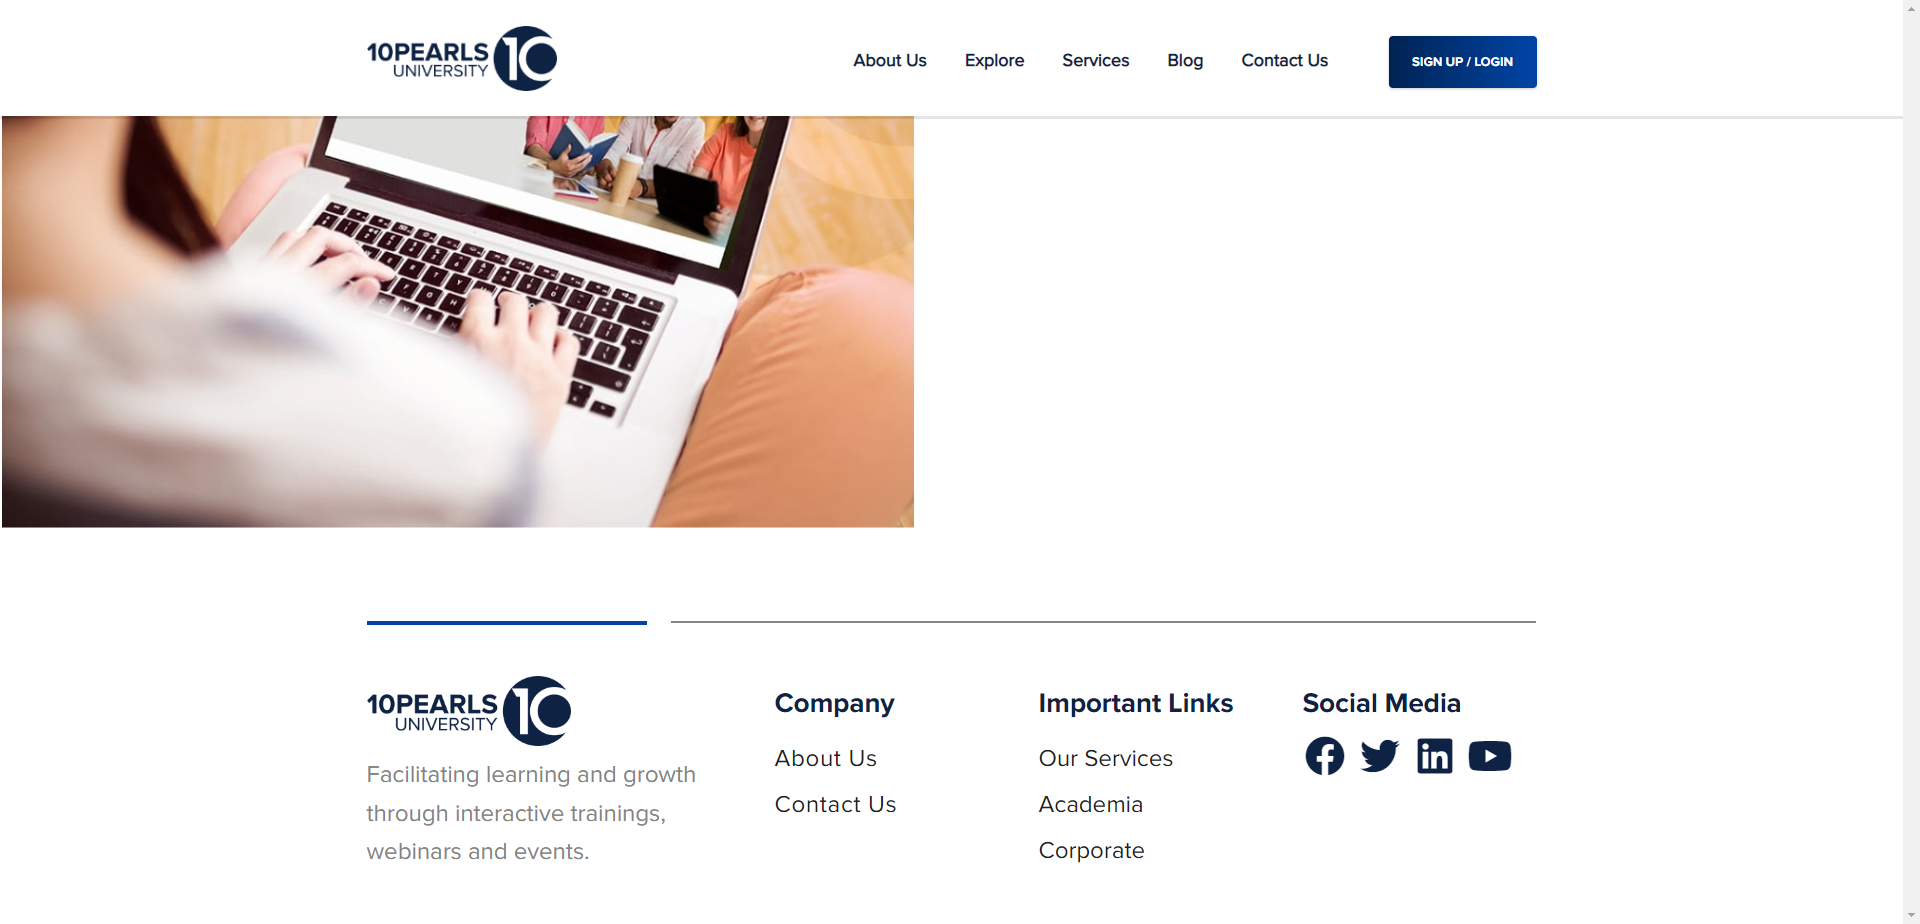 10PEARLS
UNIVERSITY
10
About Us
Explore
Services
Blog
Contact Us
SIGN UP / LOGIN
10PEARLS
UNIVERSITY
10
Facilitating learning and growth
through interactive trainings,
webinars and events.
Company
About Us
Contact Us
Important Links
Our Services
Academia
Corporate
Social Media
in